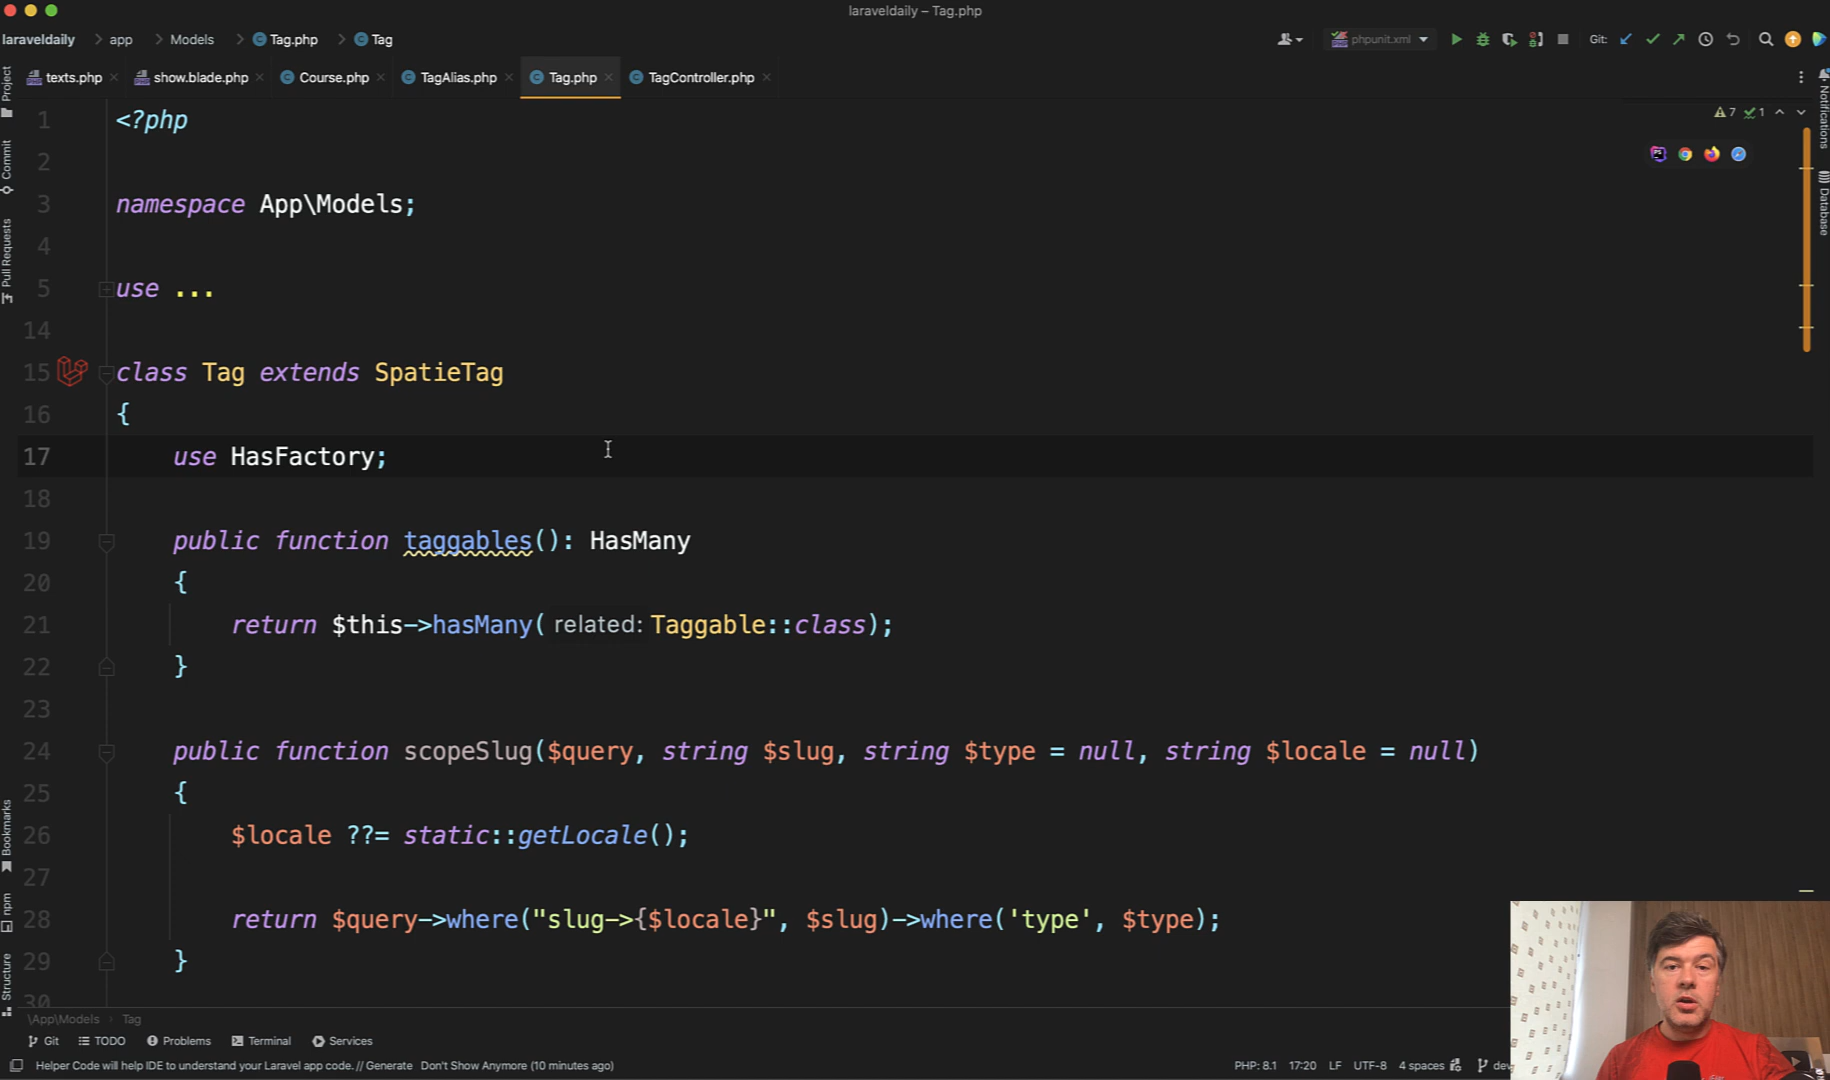 laraveldaily – Tag.php
laraveldaily app Models Tag.php Tag
phpunit.xml Git:
texts.php show.blade.php Course.php TagAlias.php Tag.php TagController.php
Project
Commit
Pull Requests
Bookmarks
npm
Structure
Notifications
Database
7 1
1 <?php
2
3 namespace App\Models;
4
5 use ...
14
15 class Tag extends SpatieTag
16 {
17 use HasFactory;
18
19 public function taggables(): HasMany
20 {
21 return $this->hasMany( related: Taggable::class);
22 }
23
24 public function scopeSlug($query, string $slug, string $type = null, string $locale = null)
25 {
26 $locale ??= static::getLocale();
27
28 return $query->where("slug->{$locale}", $slug)->where('type', $type);
29 }
30
\App\Models Tag
Git TODO Problems Terminal Services
Helper Code will help IDE to understand your Laravel app code. // Generate Don't Show Anymore (10 minutes ago) PHP: 8.1 17:20 LF UTF-8 4 spaces